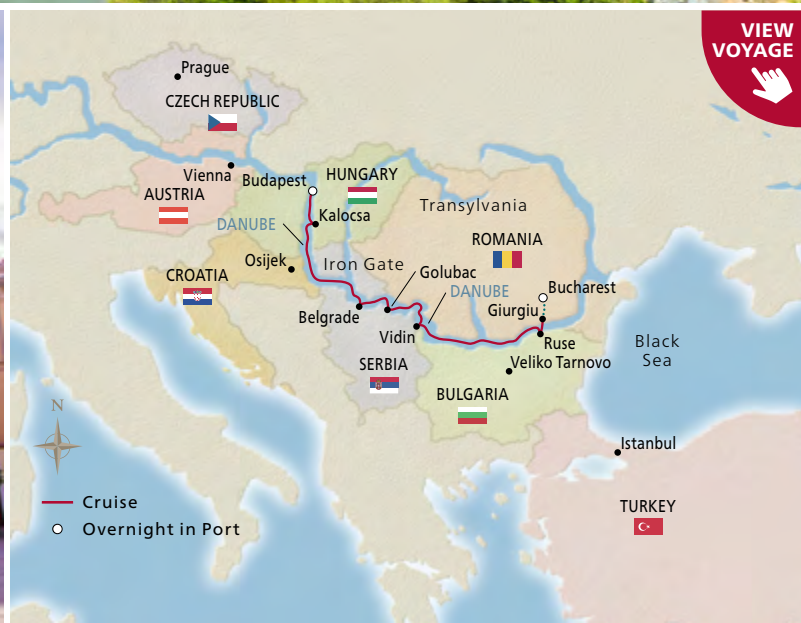 VIEW
VOYAGE
Prague
CZECH REPUBLIC
Vienna
AUSTRIA
Budapest
HUNGARY
Kalocsa
DANUBE
Transylvania
ROMANIA
Osijek
Iron Gate
CROATIA
Golubac
DANUBE
Bucharest
Giurgiu
Belgrade
Vidin
Ruse
Black
Sea
SERBIA
Veliko Tarnovo
BULGARIA
N
Istanbul
Cruise
Overnight in Port
TURKEY